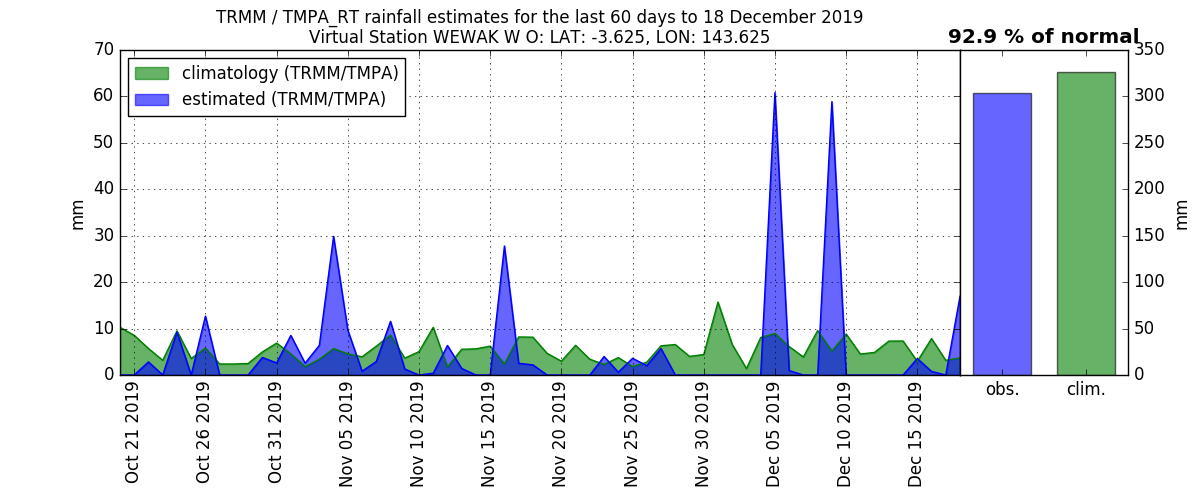 TRMM / TMPA_RT rainfall estimates for the last 60 days to 18 December 2019
Virtual Station WEWAK W O: LAT: -3.625, LON: 143.625
92.9 % of normal
climatology (TRMM/TMPA)
estimated (TRMM/TMPA)
70
60
50
40
30
20
10
0
mm
Oct 21 2019
Oct 26 2019
Oct 31 2019
Nov 05 2019
Nov 10 2019
Nov 15 2019
Nov 20 2019
Nov 25 2019
Nov 30 2019
Dec 05 2019
Dec 10 2019
Dec 15 2019
obs.
clim.
350
300
250
200
150
100
50
0
mm